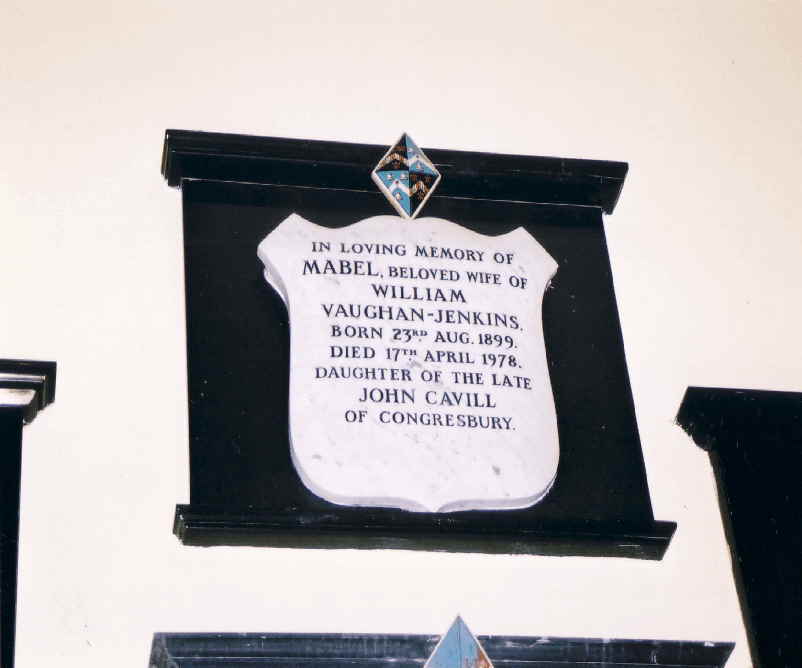 IN LOVING MEMORY OF
MABEL, BELOVED WIFE OF
WILLIAM
VAUGHAN-JENKINS.
BORN 23RD AUG. 1899.
DIED 17TH APRIL 1978.
DAUGHTER OF THE LATE
JOHN CAVILL
OF CONGRESBURY.